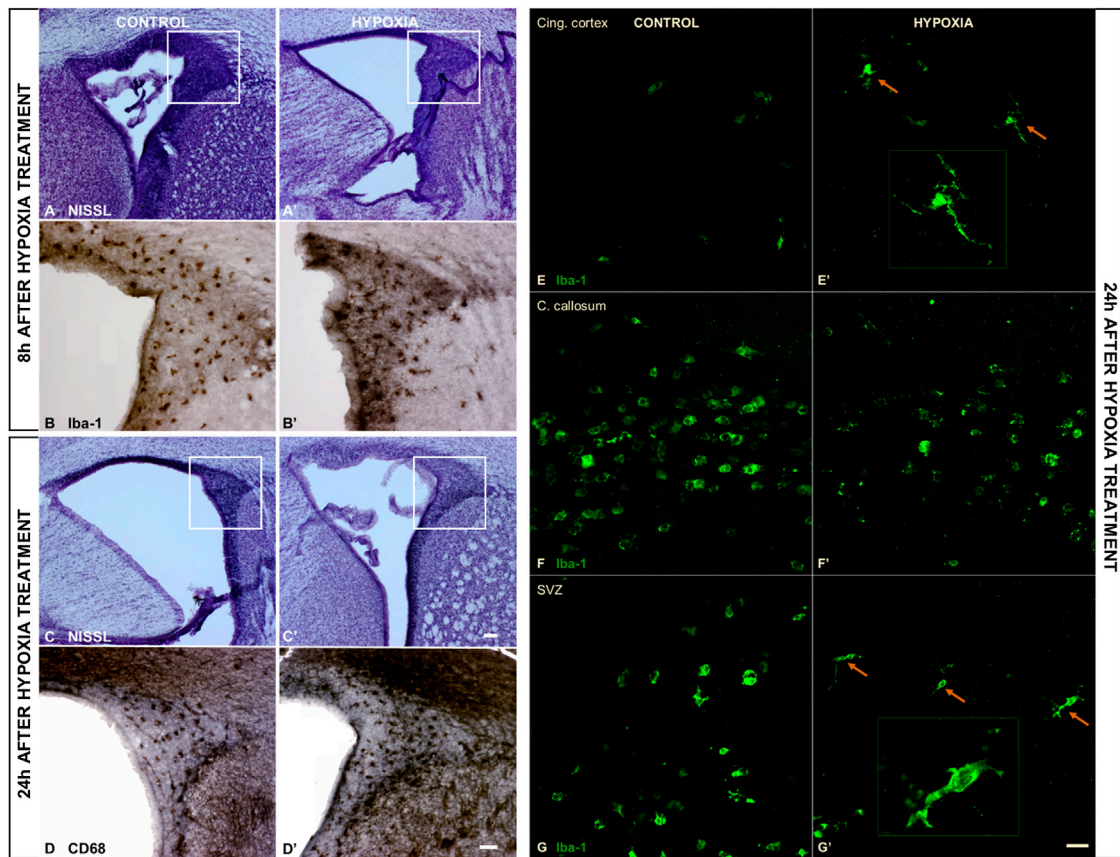 CONTROL
HYPOXIA
8h AFTER HYPOXIA TREATMENT
A NISSL
A'
B Iba-1
B'
24h AFTER HYPOXIA TREATMENT
C NISSL
C'
D CD68
D'
Cing. cortex CONTROL
HYPOXIA
24h AFTER HYPOXIA TREATMENT
E Iba-1
E'
C. callosum
F Iba-1
F'
SVZ
G Iba-1
G'